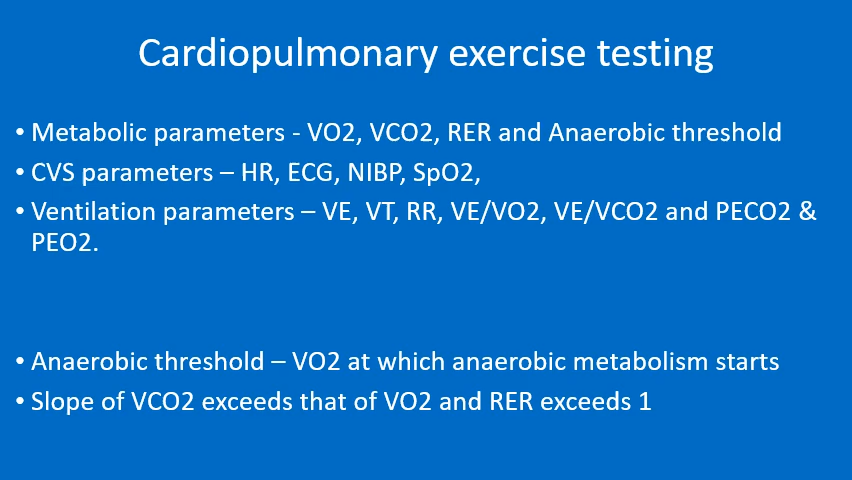 Cardiopulmonary exercise testing
• Metabolic parameters - VO2, VCO2, RER and Anaerobic threshold
• CVS parameters – HR, ECG, NIBP, SpO2,
• Ventilation parameters – VE, VT, RR, VE/VO2, VE/VCO2 and PECO2 &
PEO2.
• Anaerobic threshold – VO2 at which anaerobic metabolism starts
• Slope of VCO2 exceeds that of VO2 and RER exceeds 1